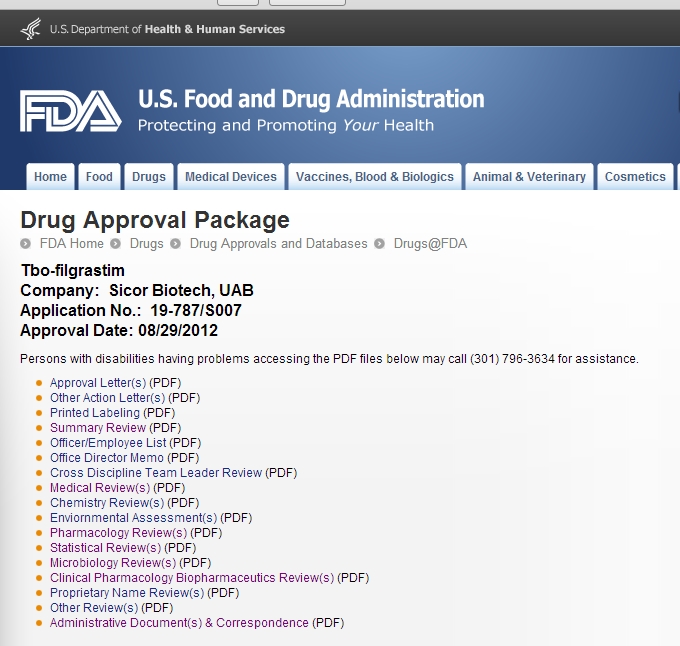 U.S. Department of Health & Human Services
FDA U.S. Food and Drug Administration
Protecting and Promoting Your Health
Home Food Drugs Medical Devices Vaccines, Blood & Biologics Animal & Veterinary Cosmetics
Drug Approval Package
FDA Home Drugs Drug Approvals and Databases Drugs@FDA
Tbo-filgrastim
Company: Sicor Biotech, UAB
Application No.: 19-787/S007
Approval Date: 08/29/2012
Persons with disabilities having problems accessing the PDF files below may call (301) 796-3634 for assistance.
Approval Letter(s) (PDF)
Other Action Letter(s) (PDF)
Printed Labeling (PDF)
Summary Review (PDF)
Officer/Employee List (PDF)
Office Director Memo (PDF)
Cross Discipline Team Leader Review (PDF)
Medical Review(s) (PDF)
Chemistry Review(s) (PDF)
Enviornmental Assessment(s) (PDF)
Pharmacology Review(s) (PDF)
Statistical Review(s) (PDF)
Microbiology Review(s) (PDF)
Clinical Pharmacology Biopharmaceutics Review(s) (PDF)
Proprietary Name Review(s) (PDF)
Other Review(s) (PDF)
Administrative Document(s) & Correspondence (PDF)